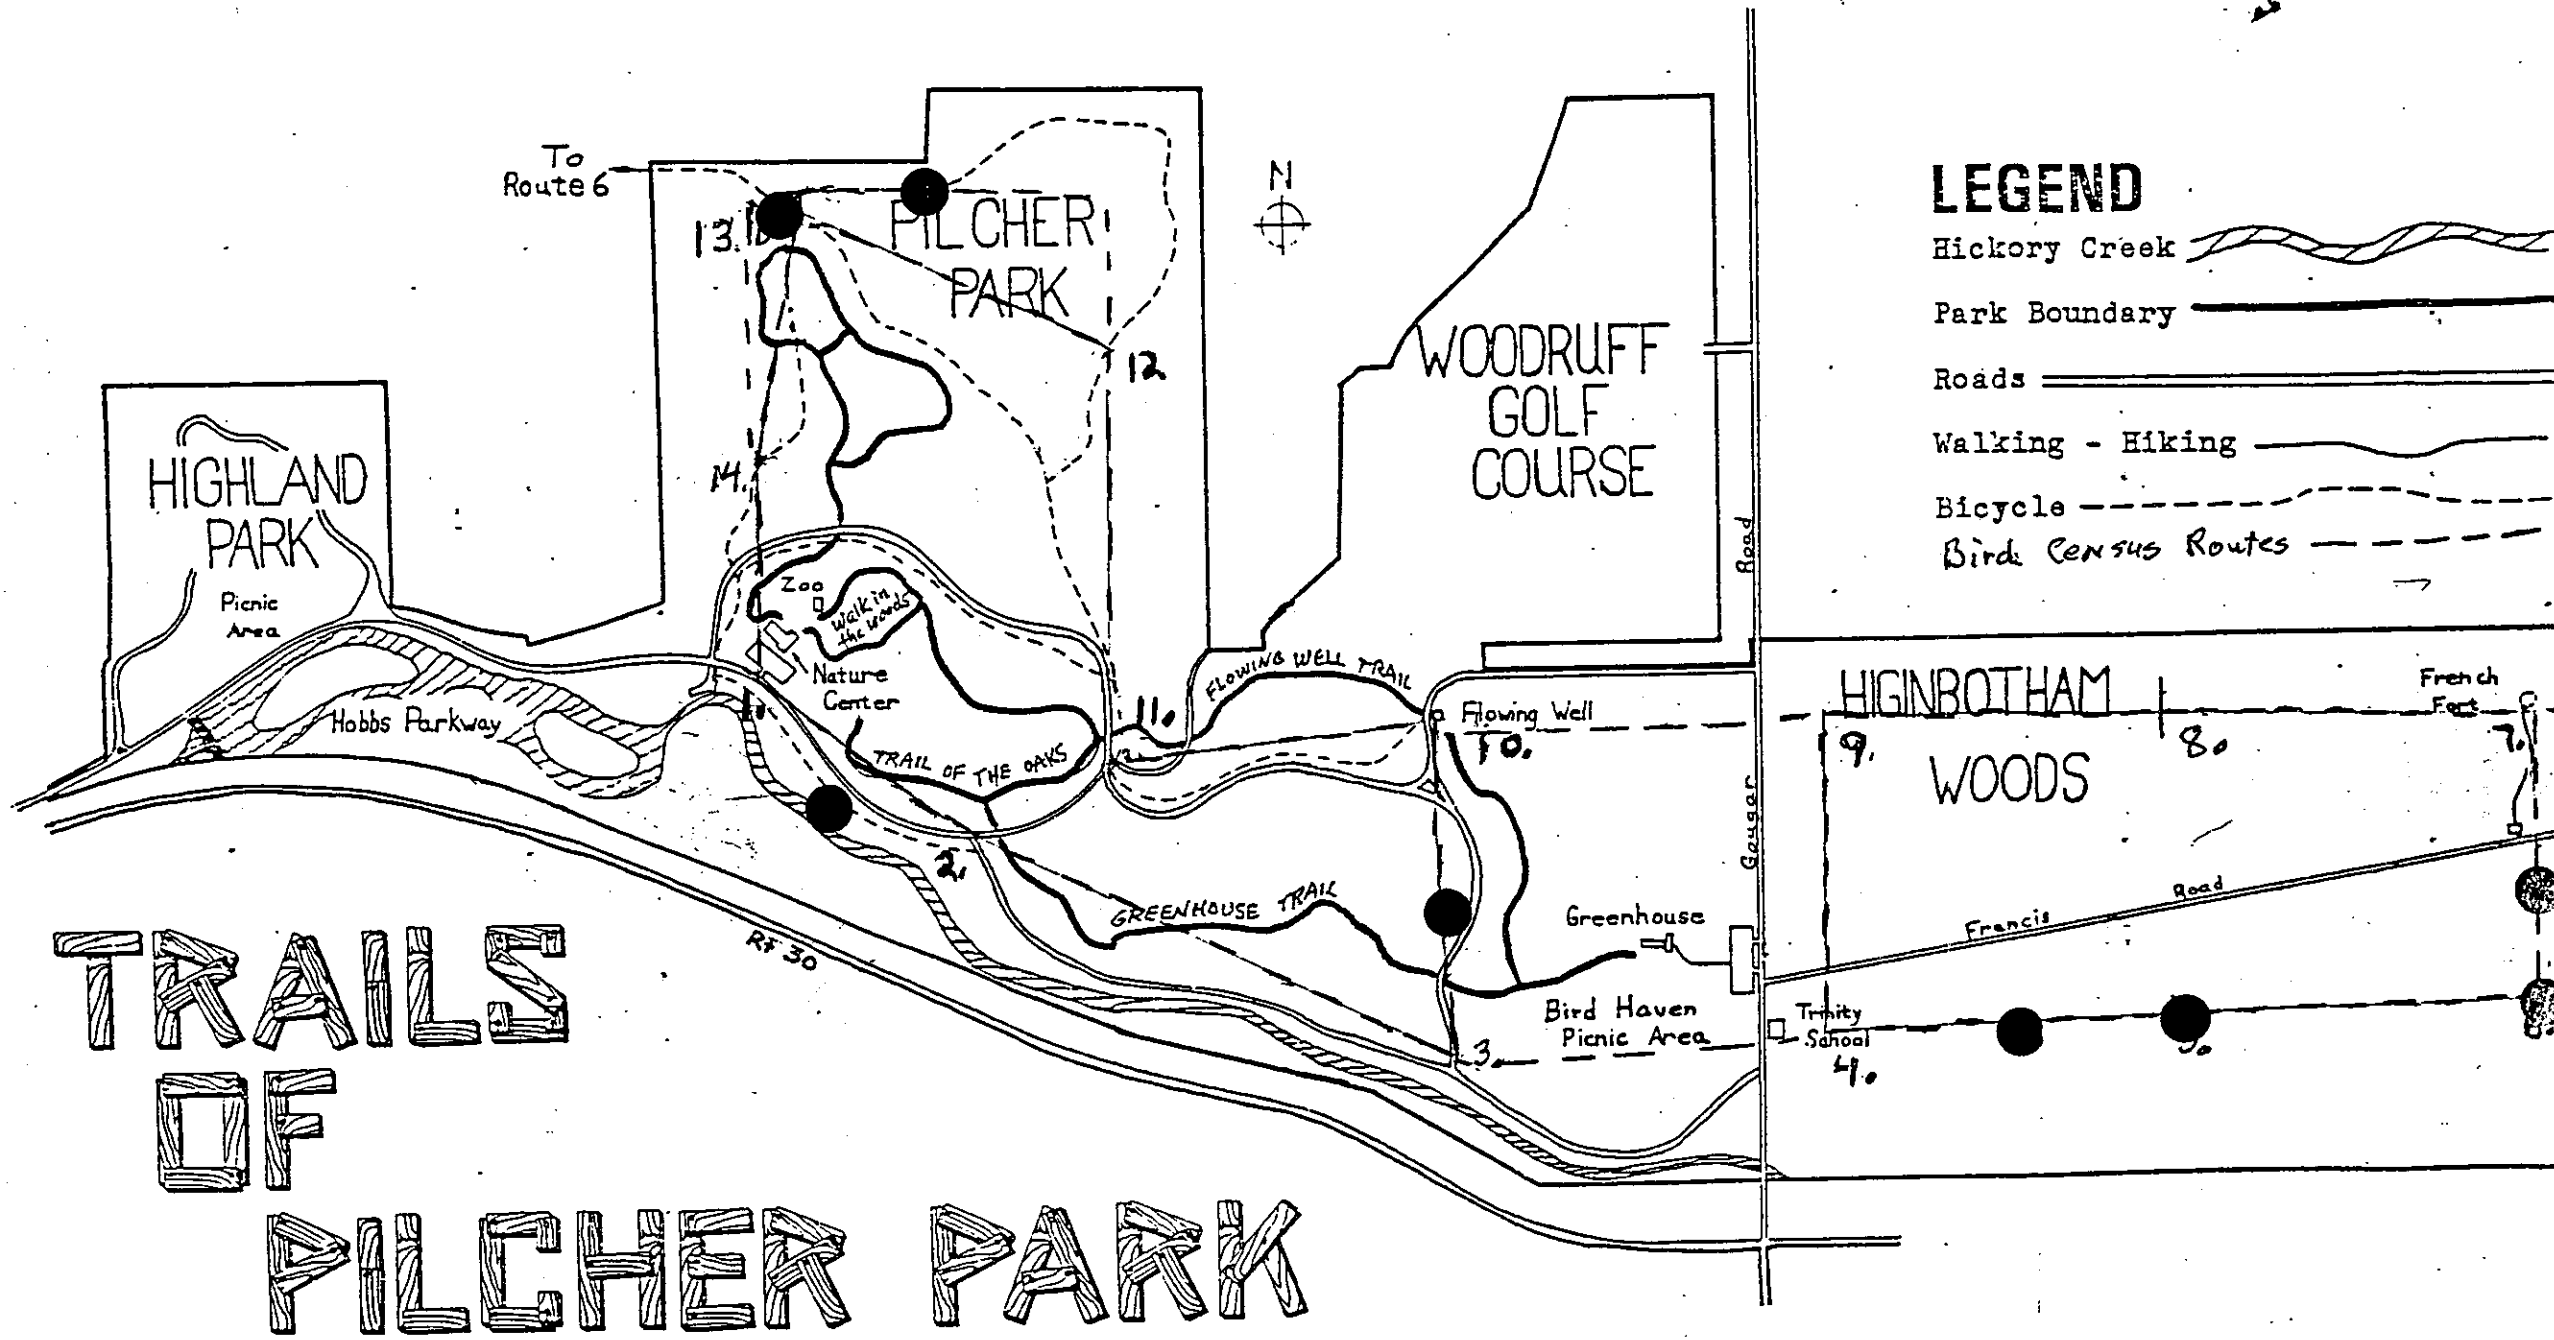 To
Route 6
N
13.
PILCHER
PARK
12.
WOODRUFF
GOLF
COURSE
LEGEND
Hickory Creek
Park Boundary
Roads
Walking - Hiking
Bicycle
Bird Census Routes
HIGHLAND
PARK
Picnic
Area
14.
Zoo
Walk in
the woods
Nature
Center
1.
Hobbs Parkway
TRAIL OF THE OAKS
11.
FLOWING WELL TRAIL
Flowing Well
10.
Road
Gougar
HIGINBOTHAM
WOODS
9.
8.
French
Fort
7.
2.
GREENHOUSE TRAIL
Greenhouse
Francis Road
Rt 30
Bird Haven
Picnic Area
3.
Trinity
School
4.
TRAILS
OF
PILCHER PARK